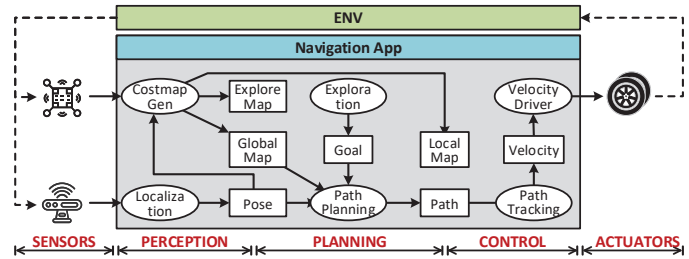 ENV
Navigation App
Costmap
Gen
Explore
Map
Explora
tion
Velocity
Driver
Global
Map
Goal
Local
Map
Velocity
Localiza
tion
Pose
Path
Planning
Path
Path
Tracking
SENSORS
PERCEPTION
PLANNING
CONTROL
ACTUATORS